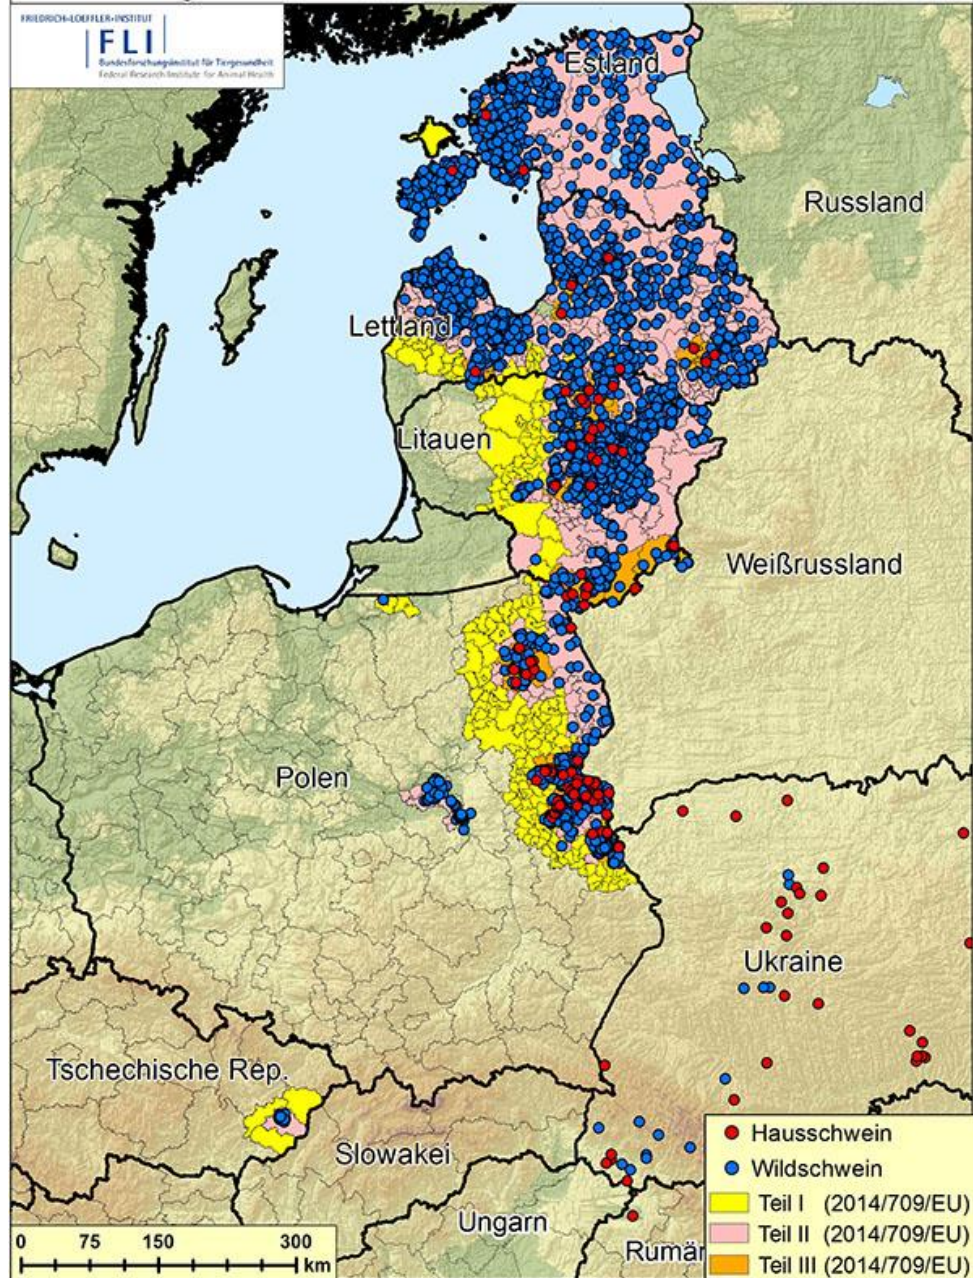 FRIEDRICH-LOEFFLER-INSTITUT
FLI
Bundesforschungsinstitut für Tiergesundheit
Federal Research Institute for Animal Health
Estland
Russland
Lettland
Litauen
Weißrussland
Polen
Ukraine
Tschechische Rep.
Slowakei
Ungarn
Rumär
Hausschwein
Wildschwein
Teil I (2014/709/EU)
Teil II (2014/709/EU)
Teil III (2014/709/EU)
0 75 150 300
km